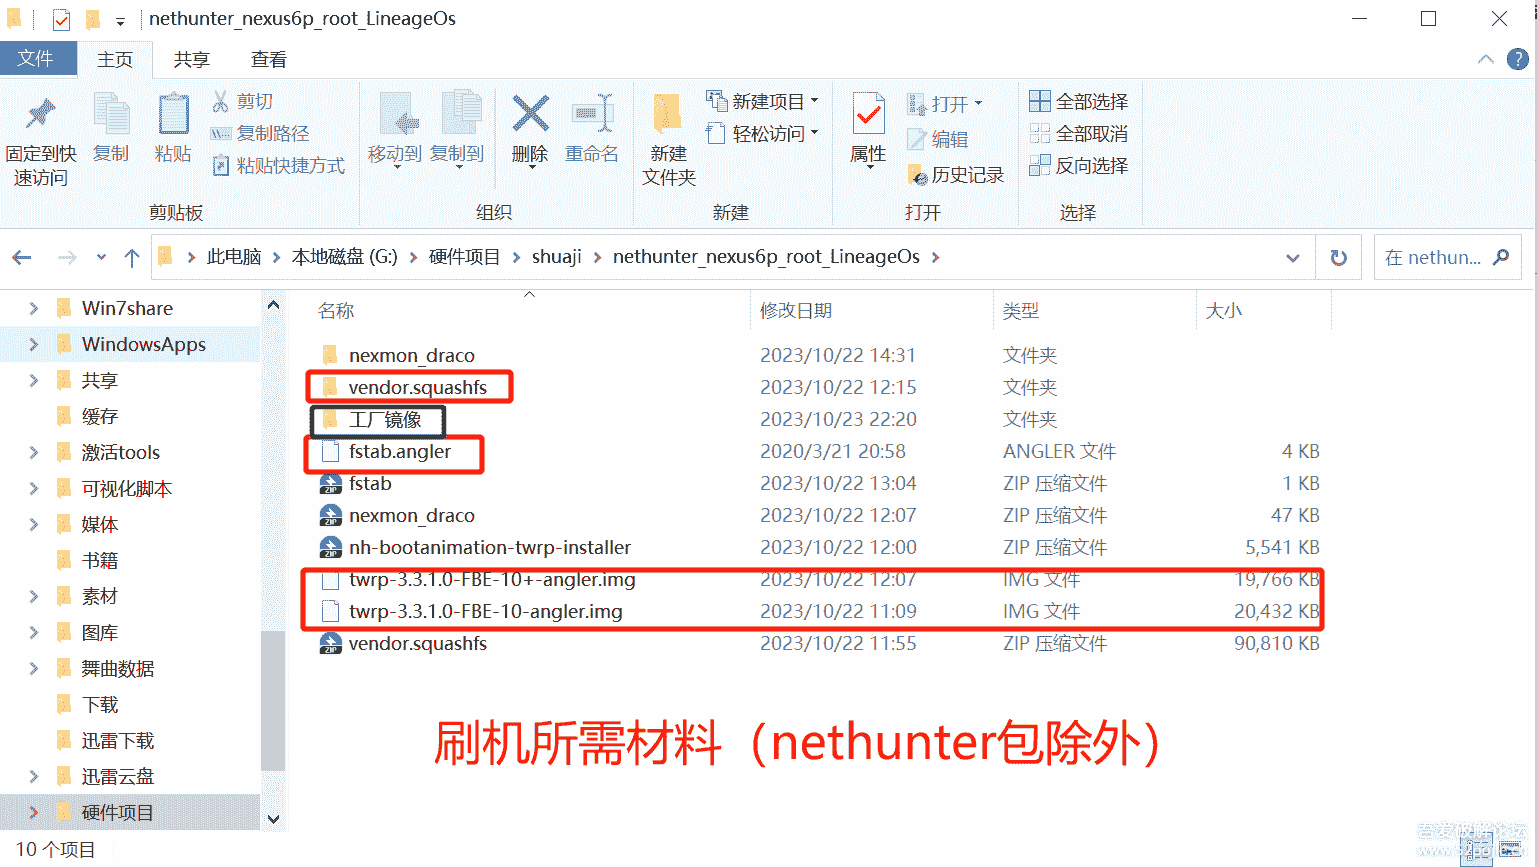 nethunter_nexus6p_root_LineageOs
文件 主页 共享 查看
固定到快速访问
复制
粘贴
剪切
复制路径
粘贴快捷方式
剪贴板
移动到
复制到
删除
重命名
组织
新建文件夹
新建项目
轻松访问
新建
属性
打开
编辑
历史记录
打开
全部选择
全部取消
反向选择
选择
此电脑 本地磁盘 (G:) 硬件项目 shuaji nethunter_nexus6p_root_LineageOs
在 nethun...
Win7share
WindowsApps
共享
缓存
激活tools
可视化脚本
媒体
书籍
素材
图库
舞曲数据
下载
迅雷下载
迅雷云盘
硬件项目
名称 修改日期 类型 大小
nexmon_draco 2023/10/22 14:31 文件夹
vendor.squashfs 2023/10/22 12:15 文件夹
工厂镜像 2023/10/23 22:20 文件夹
fstab.angler 2020/3/21 20:58 ANGLER 文件 4 KB
fstab 2023/10/22 13:04 ZIP 压缩文件 1 KB
nexmon_draco 2023/10/22 12:07 ZIP 压缩文件 47 KB
nh-bootanimation-twrp-installer 2023/10/22 12:00 ZIP 压缩文件 5,541 KB
twrp-3.3.1.0-FBE-10+-angler.img 2023/10/22 12:07 IMG 文件 19,766 KB
twrp-3.3.1.0-FBE-10-angler.img 2023/10/22 11:09 IMG 文件 20,432 KB
vendor.squashfs 2023/10/22 11:55 ZIP 压缩文件 90,810 KB
刷机所需材料（nethunter包除外）
10 个项目
吾爱破解论坛